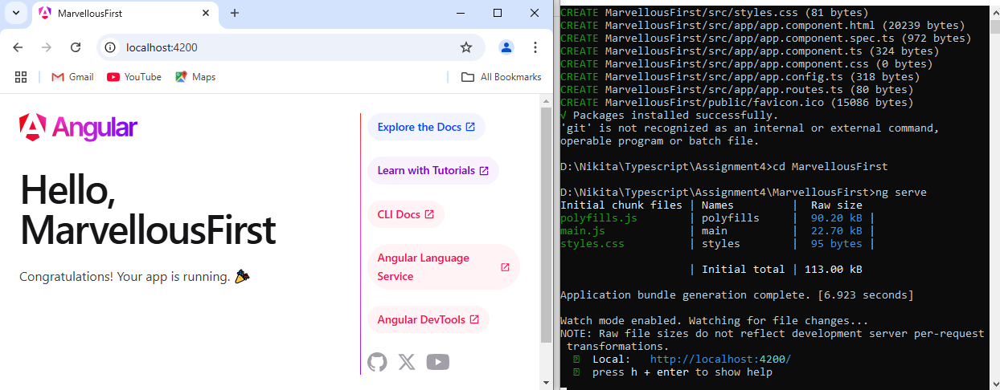 MarvellousFirst
localhost:4200
Gmail
YouTube
Maps
All Bookmarks
Angular
Hello,
MarvellousFirst
Congratulations! Your app is running.
Explore the Docs
Learn with Tutorials
CLI Docs
Angular Language
Service
Angular DevTools
CREATE MarvellousFirst/src/styles.css (81 bytes)
CREATE MarvellousFirst/src/app/app.component.html (20239 bytes)
CREATE MarvellousFirst/src/app/app.component.spec.ts (972 bytes)
CREATE MarvellousFirst/src/app/app.component.ts (324 bytes)
CREATE MarvellousFirst/src/app/app.component.css (0 bytes)
CREATE MarvellousFirst/src/app/app.config.ts (318 bytes)
CREATE MarvellousFirst/src/app/app.routes.ts (80 bytes)
CREATE MarvellousFirst/public/favicon.ico (15086 bytes)
√ Packages installed successfully.
'git' is not recognized as an internal or external command,
operable program or batch file.
D:\Nikita\Typescript\Assignment4>cd MarvellousFirst
D:\Nikita\Typescript\Assignment4\MarvellousFirst>ng serve
Initial chunk files | Names | Raw size
polyfills.js | polyfills | 90.20 kB |
main.js | main | 22.70 kB |
styles.css | styles | 95 bytes |
| Initial total | 113.00 kB
Application bundle generation complete. [6.923 seconds]
Watch mode enabled. Watching for file changes...
NOTE: Raw file sizes do not reflect development server per-request
transformations.
Local: http://localhost:4200/
press h + enter to show help